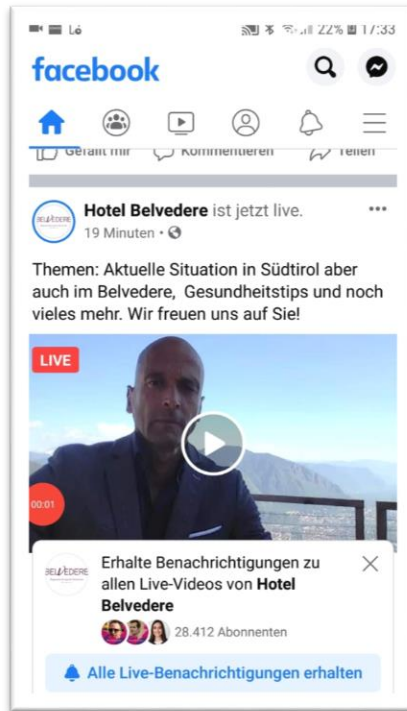 22% 17:33
facebook
Gefällt mir Kommentieren Teilen
BELVEDERE
Hotel Belvedere ist jetzt live.
19 Minuten
Themen: Aktuelle Situation in Südtirol aber
auch im Belvedere, Gesundheitstips und noch
vieles mehr. Wir freuen uns auf Sie!
LIVE
00:01
BELVEDERE
Erhalte Benachrichtigungen zu
allen Live-Videos von Hotel
Belvedere
28.412 Abonnenten
Alle Live-Benachrichtigungen erhalten